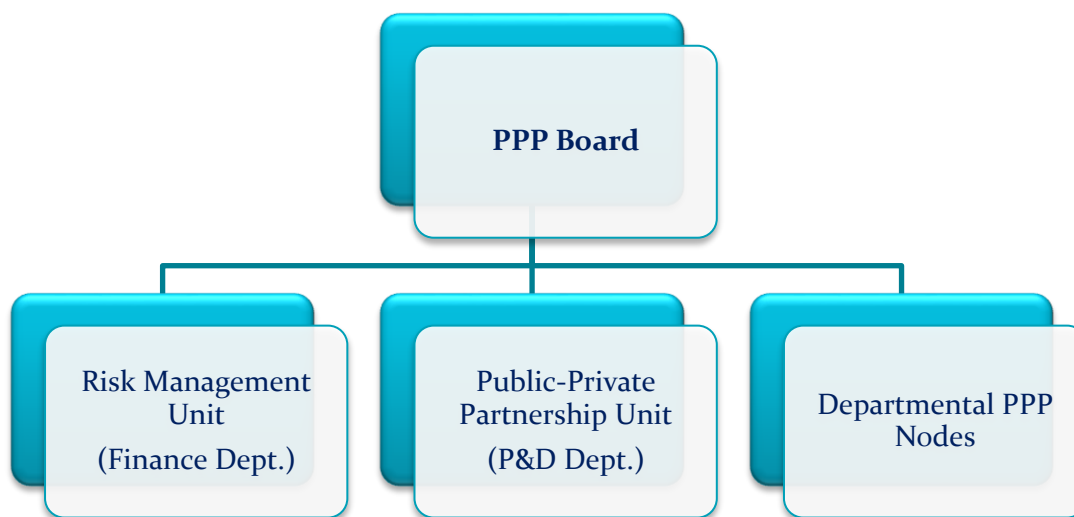 PPP Board
Risk Management
Unit
(Finance Dept.)
Public-Private
Partnership Unit
(P&D Dept.)
Departmental PPP
Nodes